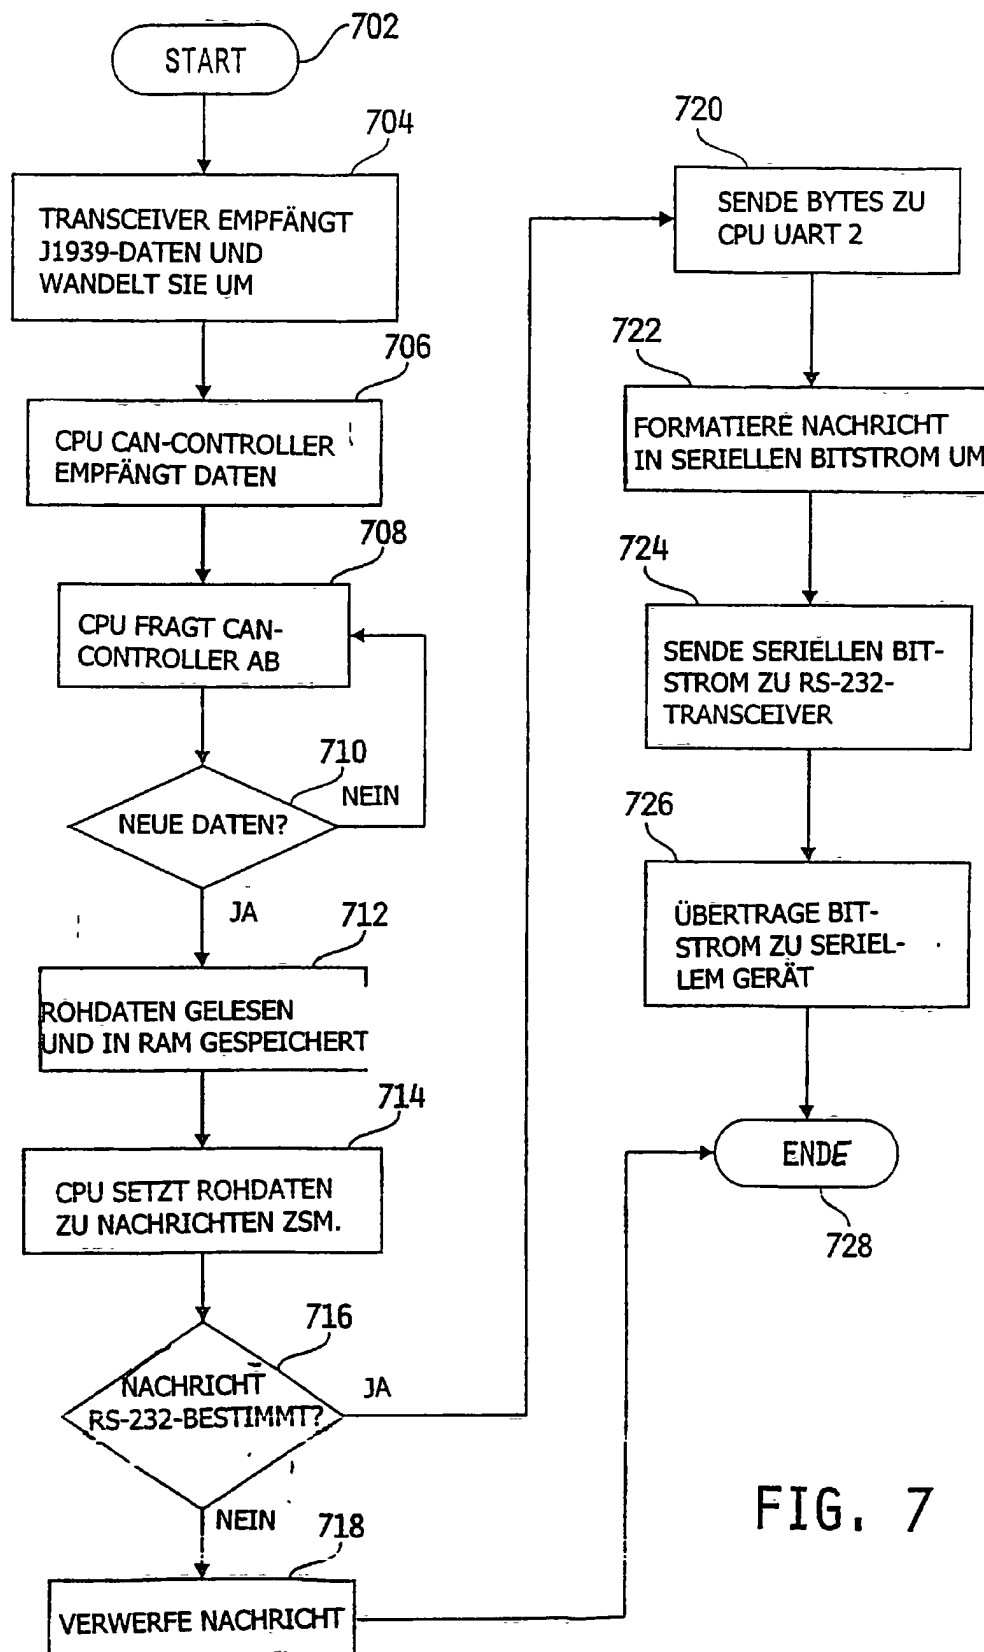 702
START
704
TRANSCEIVER EMPFÄNGT
J1939-DATEN UND
WANDELT SIE UM
706
CPU CAN-CONTROLLER
EMPFÄNGT DATEN
708
CPU FRAGT CAN-
CONTROLLER AB
710
NEIN
NEUE DATEN?
JA
712
ROHDATEN GELESEN
UND IN RAM GESPEICHERT
714
CPU SETZT ROHDATEN
ZU NACHRICHTEN ZSM.
716
NACHRICHT
RS-232-BESTIMMT?
JA
NEIN
718
VERWERFE NACHRICHT
720
SENDE BYTES ZU
CPU UART 2
722
FORMATIERE NACHRICHT
IN SERIELLEN BITSTROM UM
724
SENDE SERIELLEN BIT-
STROM ZU RS-232-
TRANSCEIVER
726
ÜBERTRAGE BIT-
STROM ZU SERIEL-
LEM GERÄT
ENDE
728
FIG. 7